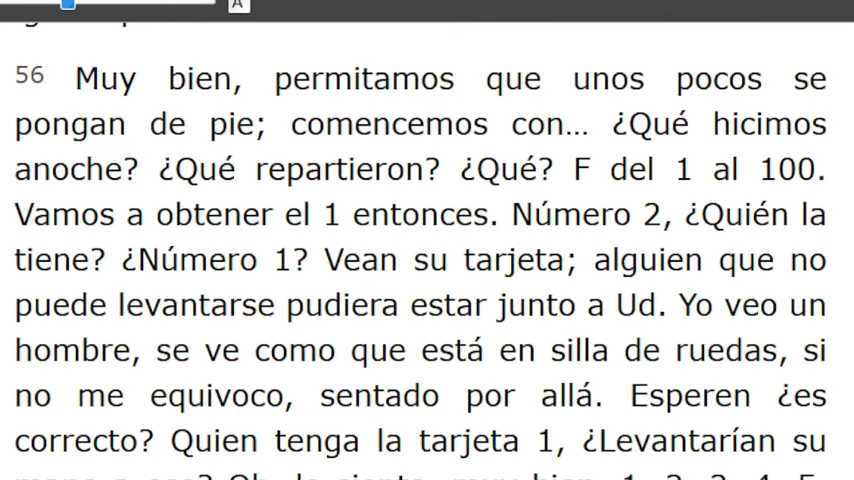 A
56 Muy bien, permitamos que unos pocos se
pongan de pie; comencemos con... ¿Qué hicimos
anoche? ¿Qué repartieron? ¿Qué? F del 1 al 100.
Vamos a obtener el 1 entonces. Número 2, ¿Quién la
tiene? ¿Número 1? Vean su tarjeta; alguien que no
puede levantarse pudiera estar junto a Ud. Yo veo un
hombre, se ve como que está en silla de ruedas, si
no me equivoco, sentado por allá. Esperen ¿es
correcto? Quien tenga la tarjeta 1, ¿Levantarían su